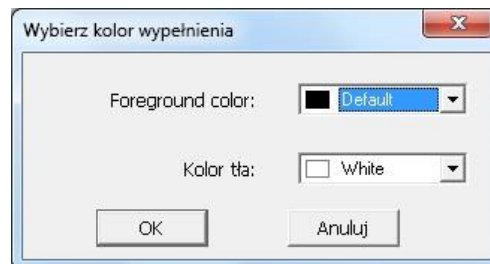 Wybierz kolor wypełnienia
Foreground color: Default
Kolor tła: White
OK Anuluj